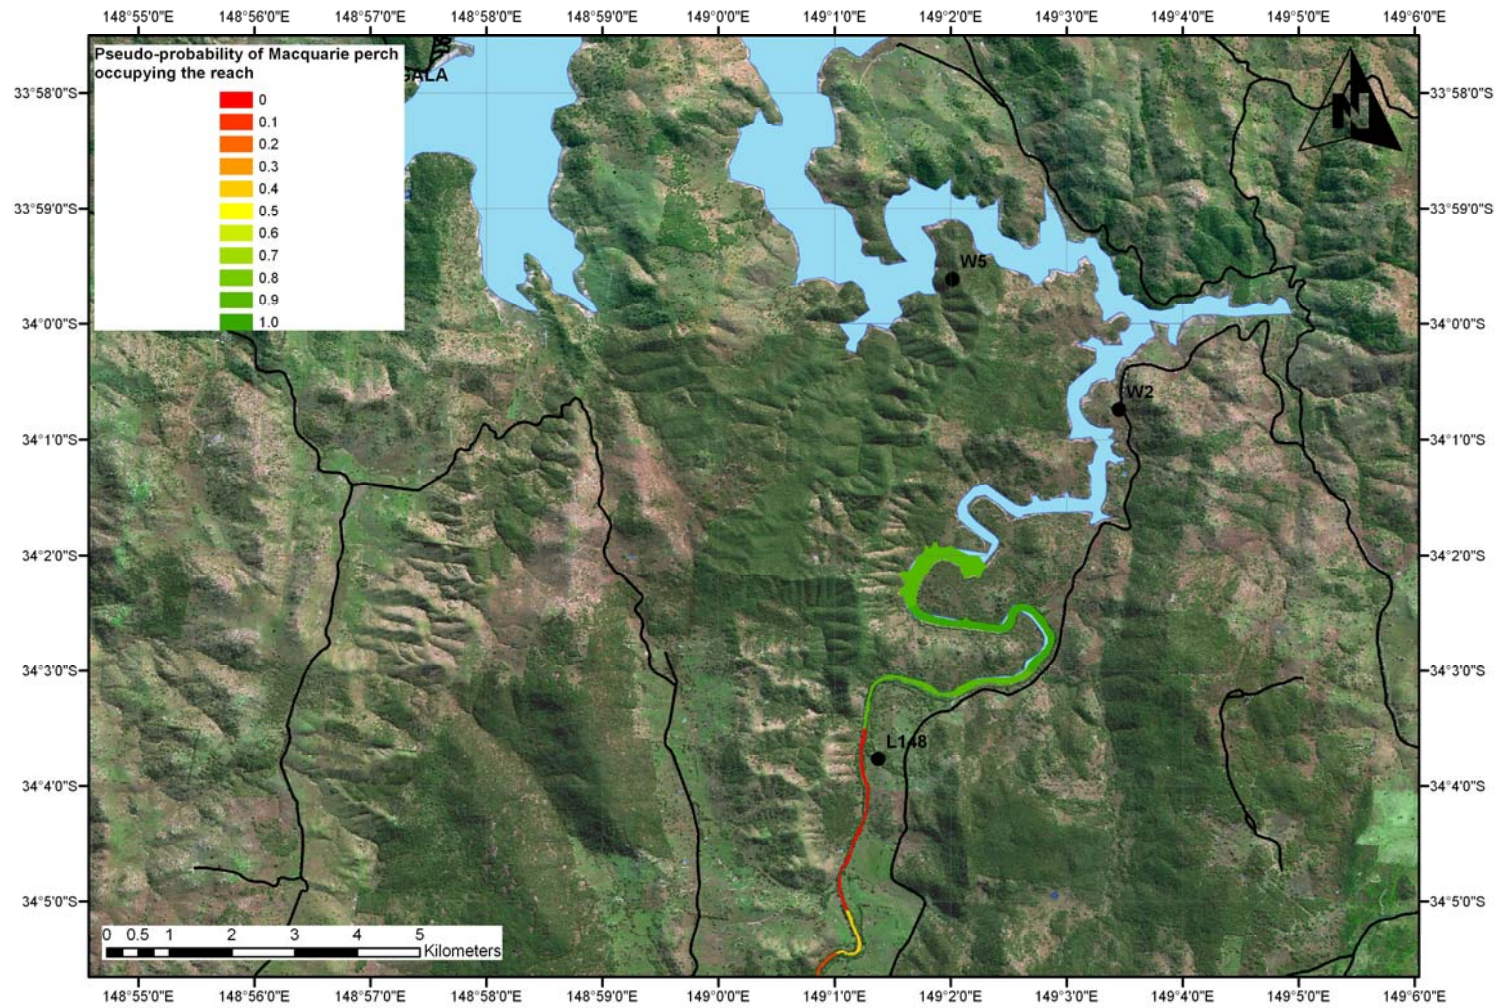 148°55'0"E 148°56'0"E 148°57'0"E 148°58'0"E 148°59'0"E 149°0'0"E 149°1'0"E 149°2'0"E 149°3'0"E 149°4'0"E 149°5'0"E 149°6'0"E
Pseudo-probability of Macquarie perch
occupying the reach
0
0.1
0.2
0.3
0.4
0.5
0.6
0.7
0.8
0.9
1.0
GALA
N
33°58'0"S 33°58'0"S
33°59'0"S 33°59'0"S
W5
34°0'0"S 34°0'0"S
W2
34°1'0"S 34°1'0"S
34°2'0"S 34°2'0"S
34°3'0"S 34°3'0"S
L148
34°4'0"S 34°4'0"S
34°5'0"S 34°5'0"S
0 0.5 1 2 3 4 5
Kilometers
148°55'0"E 148°56'0"E 148°57'0"E 148°58'0"E 148°59'0"E 149°0'0"E 149°1'0"E 149°2'0"E 149°3'0"E 149°4'0"E 149°5'0"E 149°6'0"E